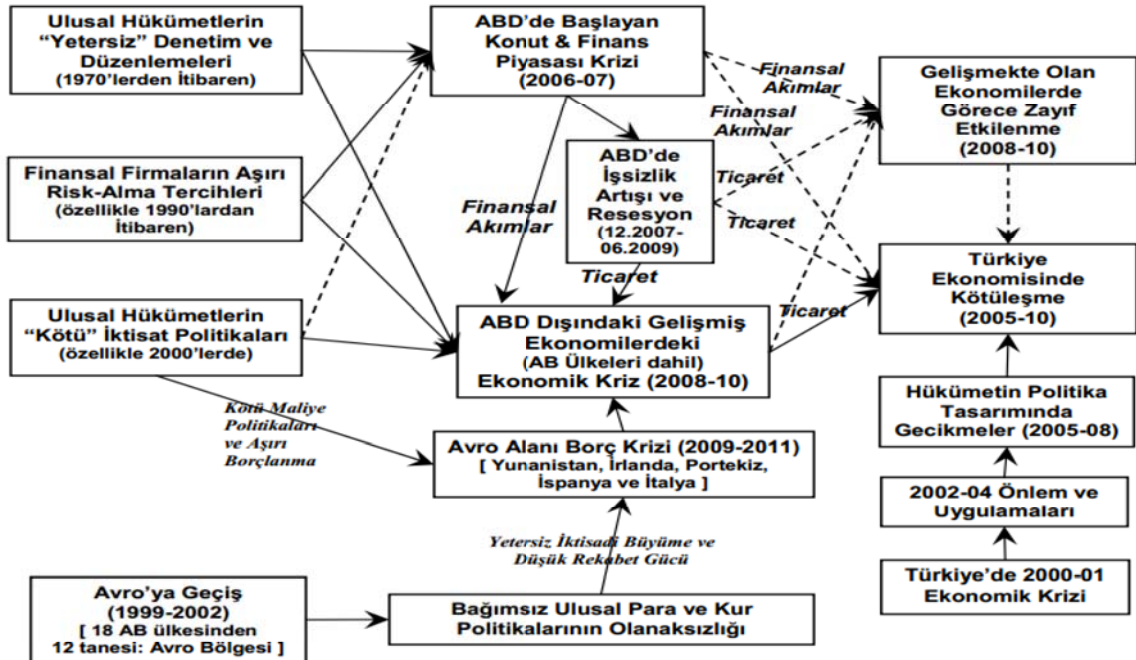 Ulusal Hükümetlerin
“Yetersiz” Denetim ve
Düzenlemeleri
(1970’lerden İtibaren)
Finansal Firmaların Aşırı
Risk-Alma Tercihleri
(özellikle 1990’lardan
İtibaren)
Ulusal Hükümetlerin
“Kötü” İktisat Politikaları
(özellikle 2000’lerde)
Kötü Maliye
Politikaları
ve Aşırı
Borçlanma
Avro’ya Geçiş
(1999-2002)
[ 18 AB ülkesinden
12 tanesi: Avro Bölgesi ]
ABD’de Başlayan
Konut & Finans
Piyasası Krizi
(2006-07)
Finansal
Akımlar
ABD’de
İşsizlik
Artışı ve
Resesyon
(12.2007-
06.2009)
Ticaret
ABD Dışındaki Gelişmiş
Ekonomilerdeki
(AB Ülkeleri dahil)
Ekonomik Kriz (2008-10)
Avro Alanı Borç Krizi (2009-2011)
[ Yunanistan, İrlanda, Portekiz,
İspanya ve İtalya ]
Yetersiz İktisadi Büyüme ve
Düşük Rekabet Gücü
Bağımsız Ulusal Para ve Kur
Politikalarının Olanaksızlığı
Finansal
Akımlar
Finansal
Akımlar
Ticaret
Ticaret
Ticaret
Gelişmekte Olan
Ekonomilerde
Görece Zayıf
Etkilenme
(2008-10)
Türkiye
Ekonomisinde
Kötüleşme
(2005-10)
Hükümetin Politika
Tasarımında
Gecikmeler (2005-08)
2002-04 Önlem ve
Uygulamaları
Türkiye’de 2000-01
Ekonomik Krizi